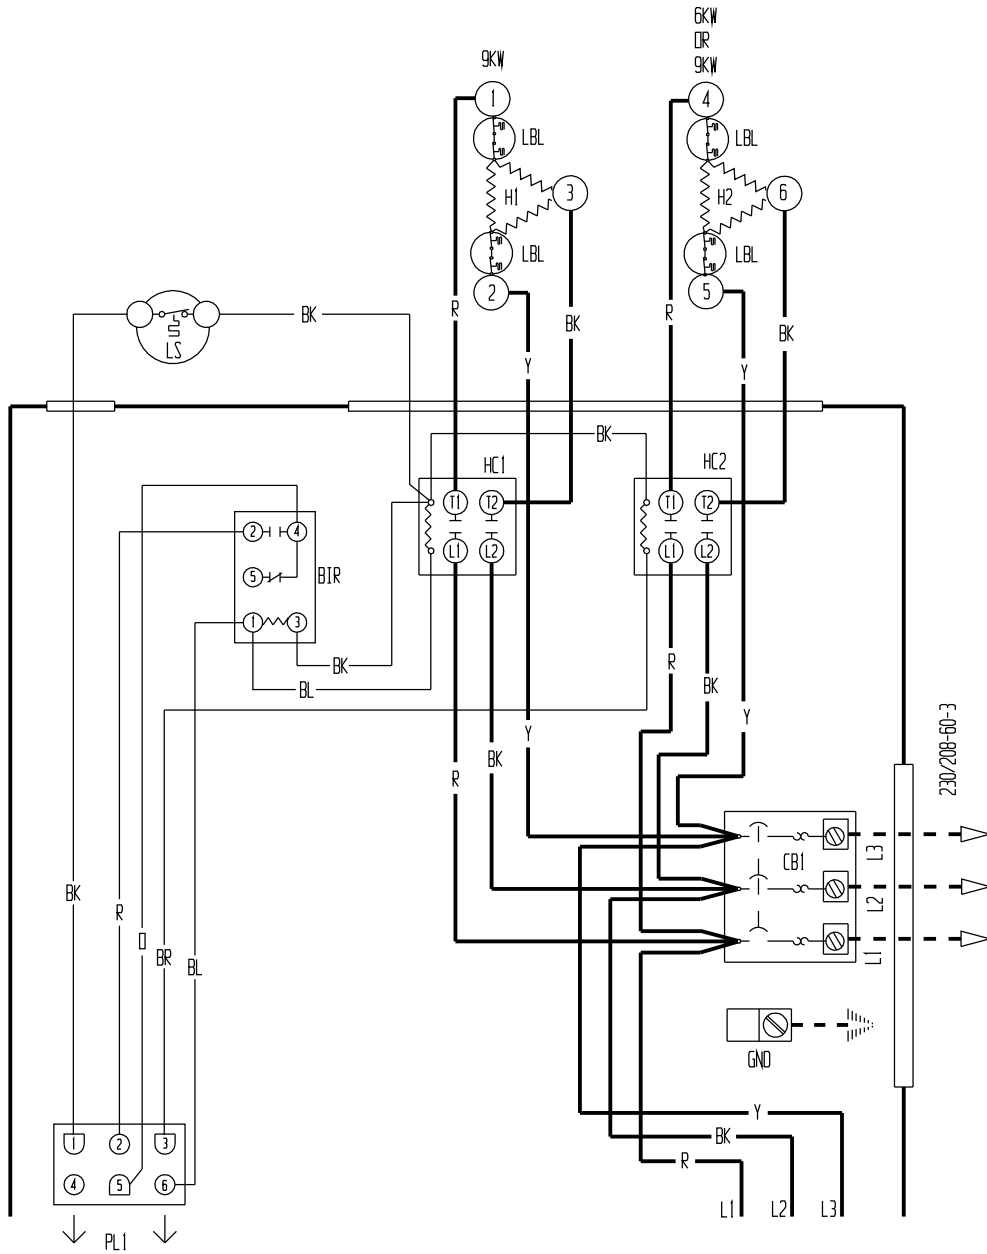 6KW
OR
9KW
9KW
1
4
LBL
LBL
H1
3
H2
6
LBL
LBL
2
5
R
BK
R
BK
BK
LS
Y
Y
BK
HC1
HC2
T1 T2
T1 T2
L1 L2
L1 L2
2
4
5
BIR
1
3
BK
BL
R
BK
Y
Y
BK
R
230/208-60-3
CB1
L3
L2
L1
BK
R
O
BR
BL
GND
Y
BK
R
1 2 3
4 5 6
PL1
L1 L2 L3